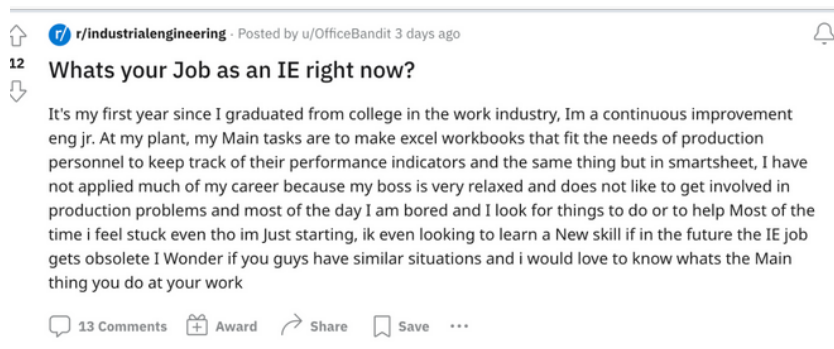 r/ r/industrialengineering · Posted by u/OfficeBandit 3 days ago
12
Whats your Job as an IE right now?
It's my first year since I graduated from college in the work industry, Im a continuous improvement
eng jr. At my plant, my Main tasks are to make excel workbooks that fit the needs of production
personnel to keep track of their performance indicators and the same thing but in smartsheet, I have
not applied much of my career because my boss is very relaxed and does not like to get involved in
production problems and most of the day I am bored and I look for things to do or to help Most of the
time i feel stuck even tho im Just starting, ik even looking to learn a New skill if in the future the IE job
gets obsolete I Wonder if you guys have similar situations and i would love to know whats the Main
thing you do at your work
13 Comments Award Share Save ···